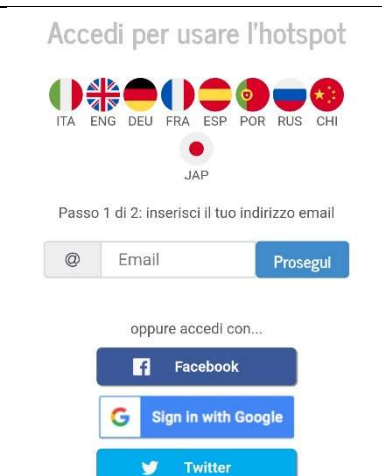 Accedi per usare l'hotspot
ITA ENG DEU FRA ESP POR RUS CHI
JAP
Passo 1 di 2: inserisci il tuo indirizzo email
@ Email Prosegui
oppure accedi con...
Facebook
Sign in with Google
Twitter